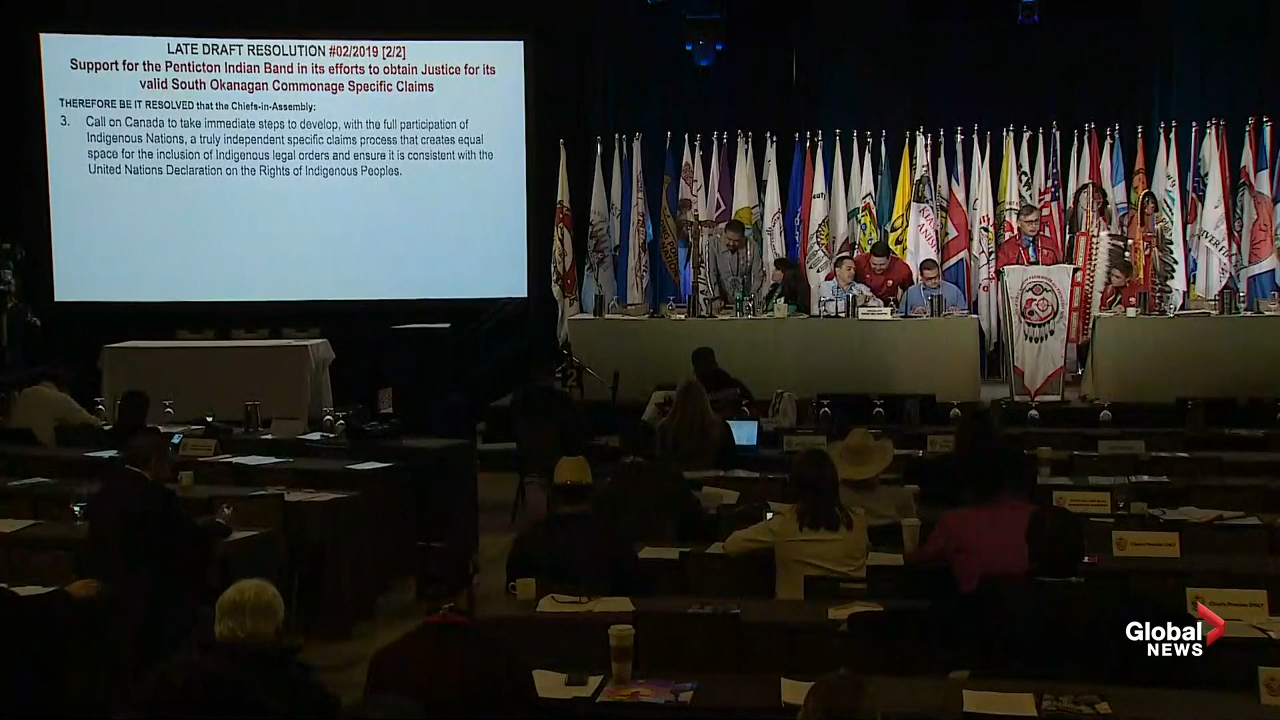 LATE DRAFT RESOLUTION #02/2019 [2/2]
Support for the Penticton Indian Band in its efforts to obtain Justice for its
valid South Okanagan Commonage Specific Claims
THEREFORE BE IT RESOLVED that the Chiefs-in-Assembly:
3. Call on Canada to take immediate steps to develop, with the full participation of
Indigenous Nations, a truly independent specific claims process that creates equal
space for the inclusion of Indigenous legal orders and ensure it is consistent with the
United Nations Declaration on the Rights of Indigenous Peoples.
2
Global
NEWS